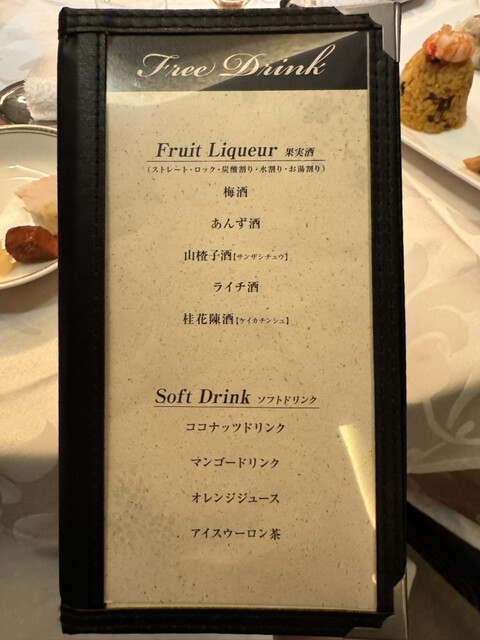 Free Drink
Fruit Liqueur 果実酒
(ストレート・ロック・炭酸割り・水割り・お湯割り)
梅酒
あんず酒
山楂子酒【サンザシチュウ】
ライチ酒
桂花陳酒【ケイカチンシュ】
Soft Drink ソフトドリンク
ココナッツドリンク
マンゴードリンク
オレンジジュース
アイスウーロン茶